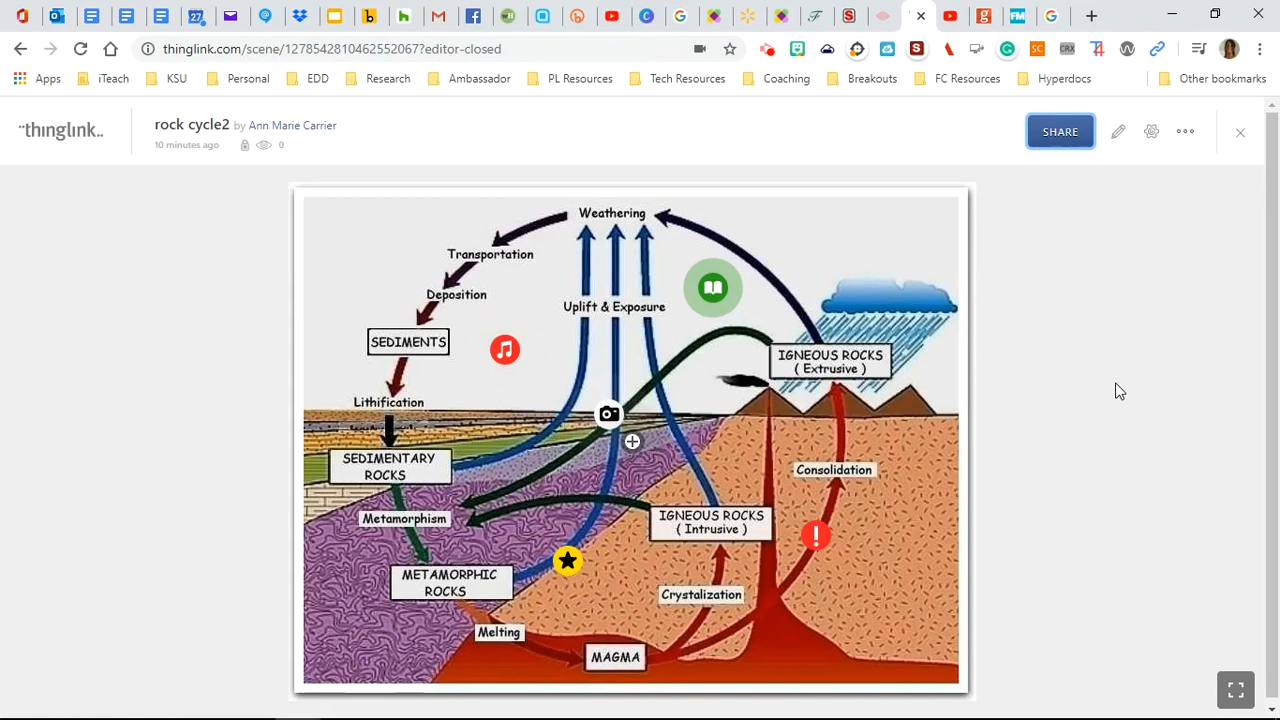 27
thinglink.com/scene/1278542810462552067?editor-closed
SC
CRX
Apps
iTeach
KSU
Personal
EDD
Research
Ambassador
PL Resources
Tech Resources
Coaching
Breakouts
FC Resources
Hyperdocs
Other bookmarks
thinglink..
rock cycle2 by Ann Marie Carrier
10 minutes ago
0
SHARE
Weathering
Transportation
Deposition
Uplift & Exposure
SEDIMENTS
IGNEOUS ROCKS
( Extrusive )
Lithification
SEDIMENTARY
ROCKS
Consolidation
Metamorphism
IGNEOUS ROCKS
( Intrusive )
METAMORPHIC
ROCKS
Crystalization
Melting
MAGMA